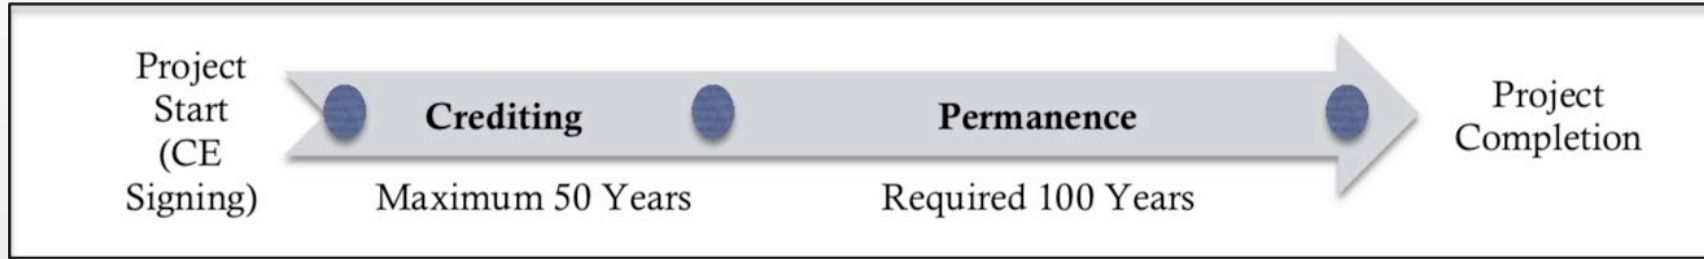 Project
Start
(CE
Signing)
Crediting
Maximum 50 Years
Permanence
Required 100 Years
Project
Completion